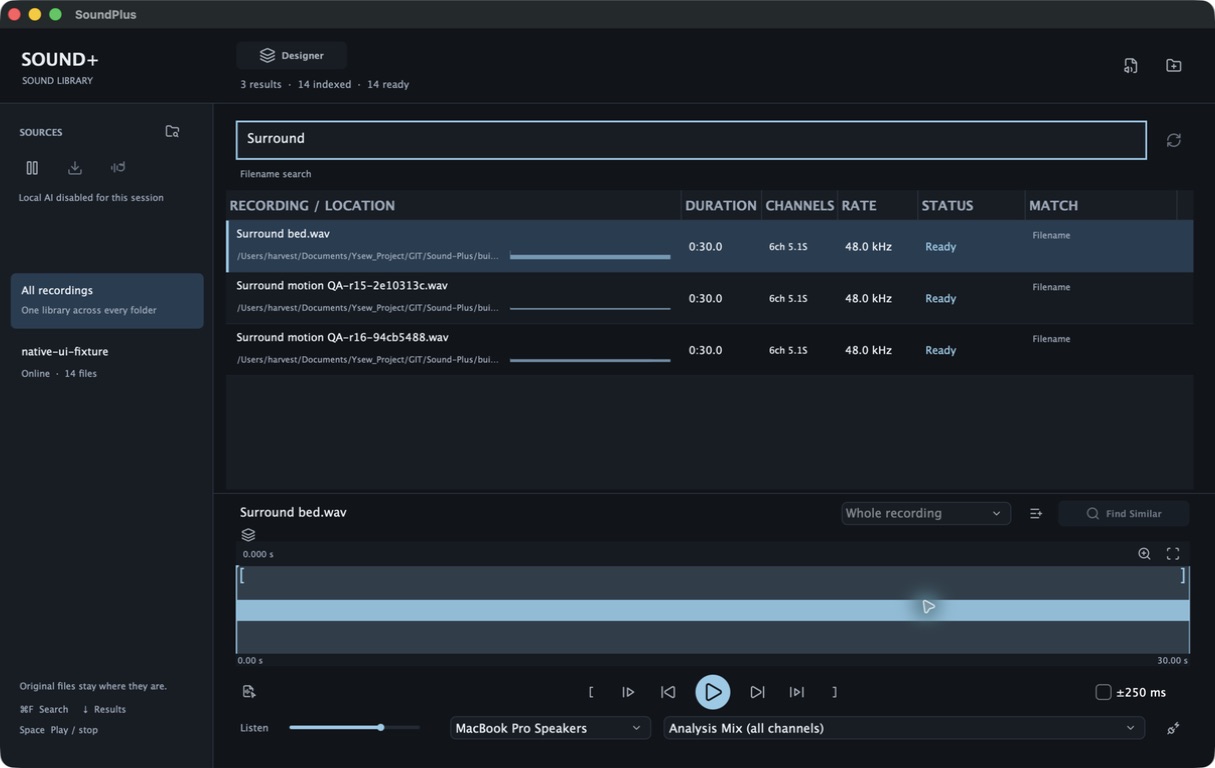 SoundPlus
SOUND+
SOUND LIBRARY
Designer
3 results · 14 indexed · 14 ready
SOURCES
Local AI disabled for this session
All recordings
One library across every folder
native-ui-fixture
Online · 14 files
Original files stay where they are.
⌘F Search ↓ Results
Space Play / stop
Surround
Filename search
RECORDING / LOCATION DURATION CHANNELS RATE STATUS MATCH
Surround bed.wav
/Users/harvest/Documents/Ysew_Project/GIT/Sound-Plus/bui...
0:30.0 6ch 5.1S 48.0 kHz Ready Filename
Surround motion QA-r15-2e10313c.wav
/Users/harvest/Documents/Ysew_Project/GIT/Sound-Plus/bui...
0:30.0 6ch 5.1S 48.0 kHz Ready Filename
Surround motion QA-r16-94cb5488.wav
/Users/harvest/Documents/Ysew_Project/GIT/Sound-Plus/bui...
0:30.0 6ch 5.1S 48.0 kHz Ready Filename
Surround bed.wav
Whole recording
Find Similar
0.000 s
[ ]
0.00 s 30.00 s
[ ]
±250 ms
Listen
MacBook Pro Speakers
Analysis Mix (all channels)